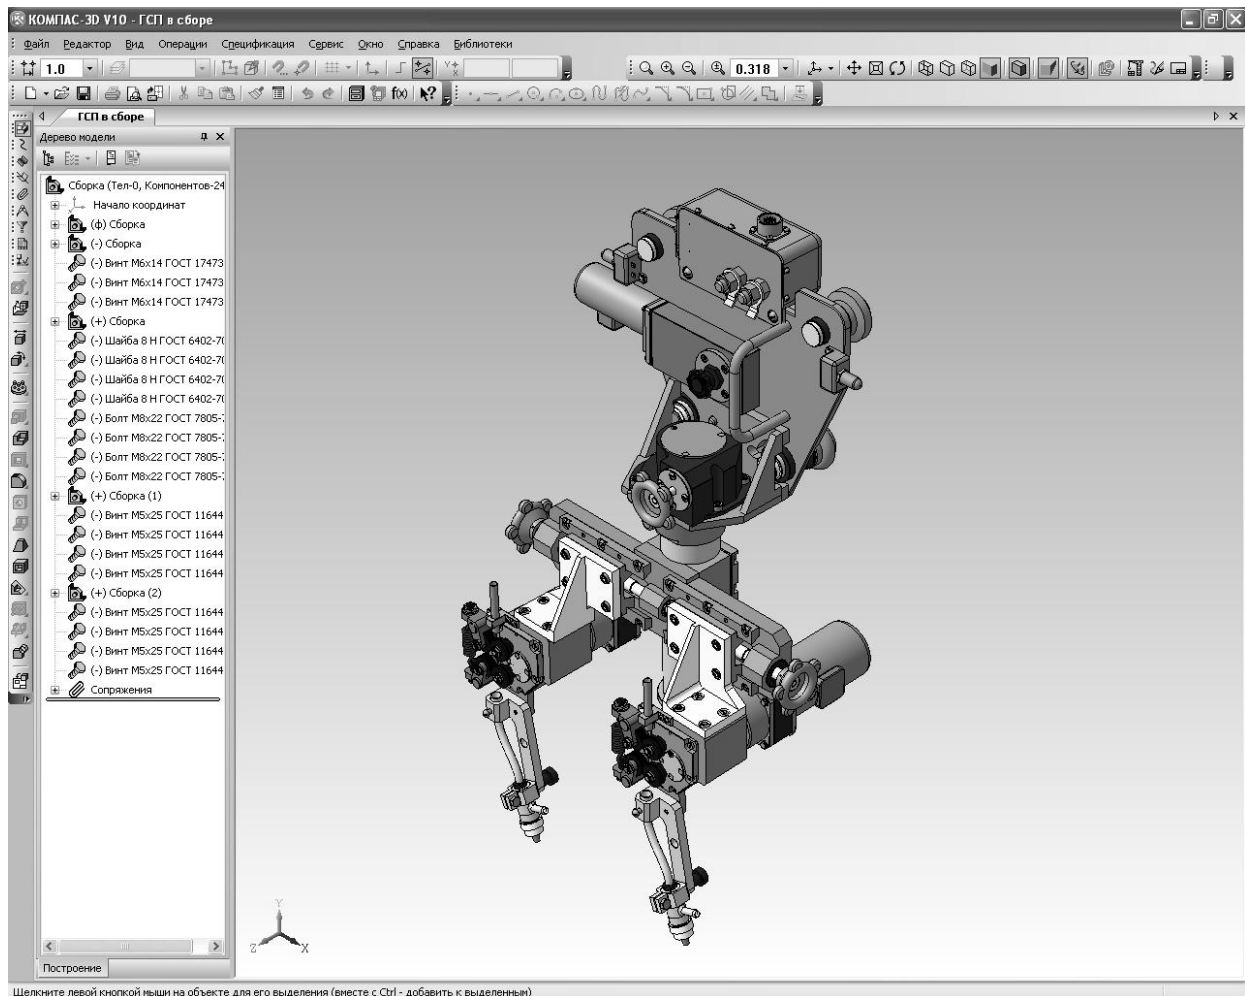 КОМПАС-3D V10 - ГСП в сборе
Файл Редактор Вид Операции Спецификация Сервис Окно Справка Библиотеки
1.0 0.318
f(x)
ГСП в сборе
Дерево модели
Сборка (Тел-0, Компонентов-24
Начало координат
(ф) Сборка
(-) Сборка
(-) Винт М6х14 ГОСТ 17473
(-) Винт М6х14 ГОСТ 17473
(-) Винт М6х14 ГОСТ 17473
(+) Сборка
(-) Шайба 8 Н ГОСТ 6402-70
(-) Шайба 8 Н ГОСТ 6402-70
(-) Шайба 8 Н ГОСТ 6402-70
(-) Шайба 8 Н ГОСТ 6402-70
(-) Болт М8х22 ГОСТ 7805-
(-) Болт М8х22 ГОСТ 7805-
(-) Болт М8х22 ГОСТ 7805-
(-) Болт М8х22 ГОСТ 7805-
(+) Сборка (1)
(-) Винт М5х25 ГОСТ 11644
(-) Винт М5х25 ГОСТ 11644
(-) Винт М5х25 ГОСТ 11644
(-) Винт М5х25 ГОСТ 11644
(+) Сборка (2)
(-) Винт М5х25 ГОСТ 11644
(-) Винт М5х25 ГОСТ 11644
(-) Винт М5х25 ГОСТ 11644
(-) Винт М5х25 ГОСТ 11644
Сопряжения
Y
Z X
Построение
Щелкните левой кнопкой мыши на объекте для его выделения (вместе с Ctrl - добавить к выделенным)